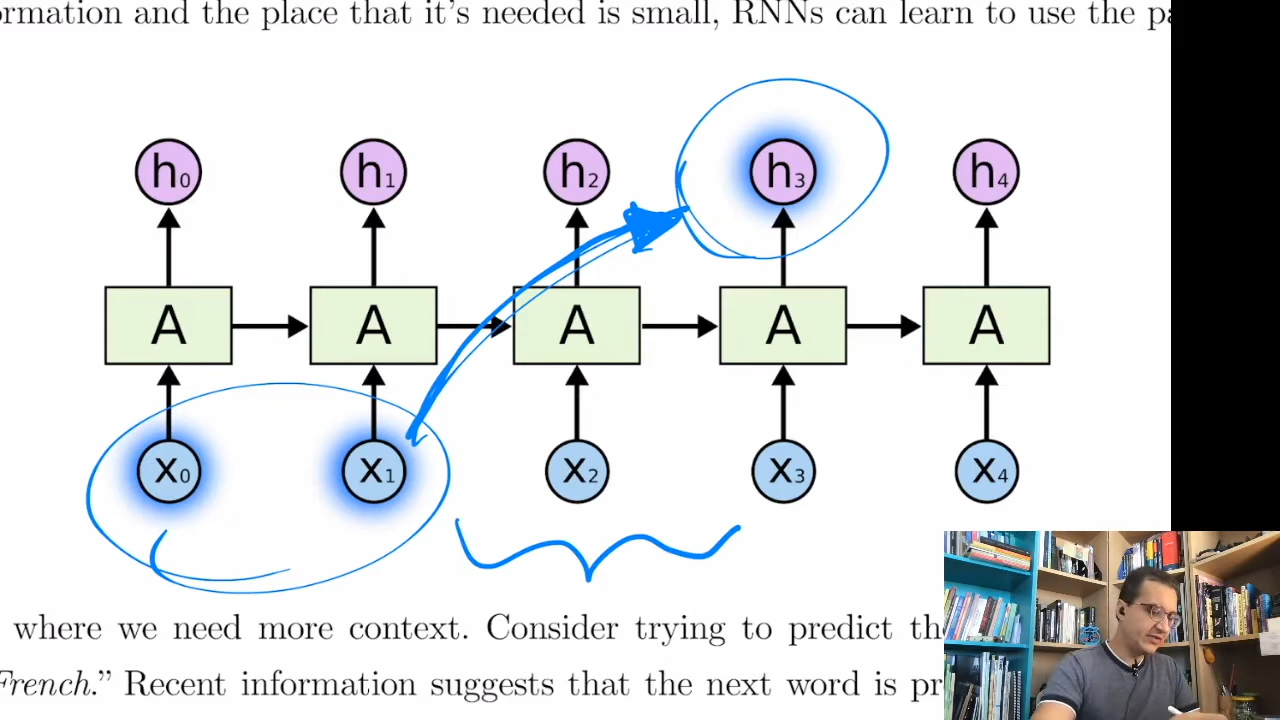 ormation and the place that it's needed is small, RNNs can learn to use the pa
h0 h1 h2 h3 h4
A A A A A
x0 x1 x2 x3 x4
where we need more context. Consider trying to predict th
French.” Recent information suggests that the next word is pr